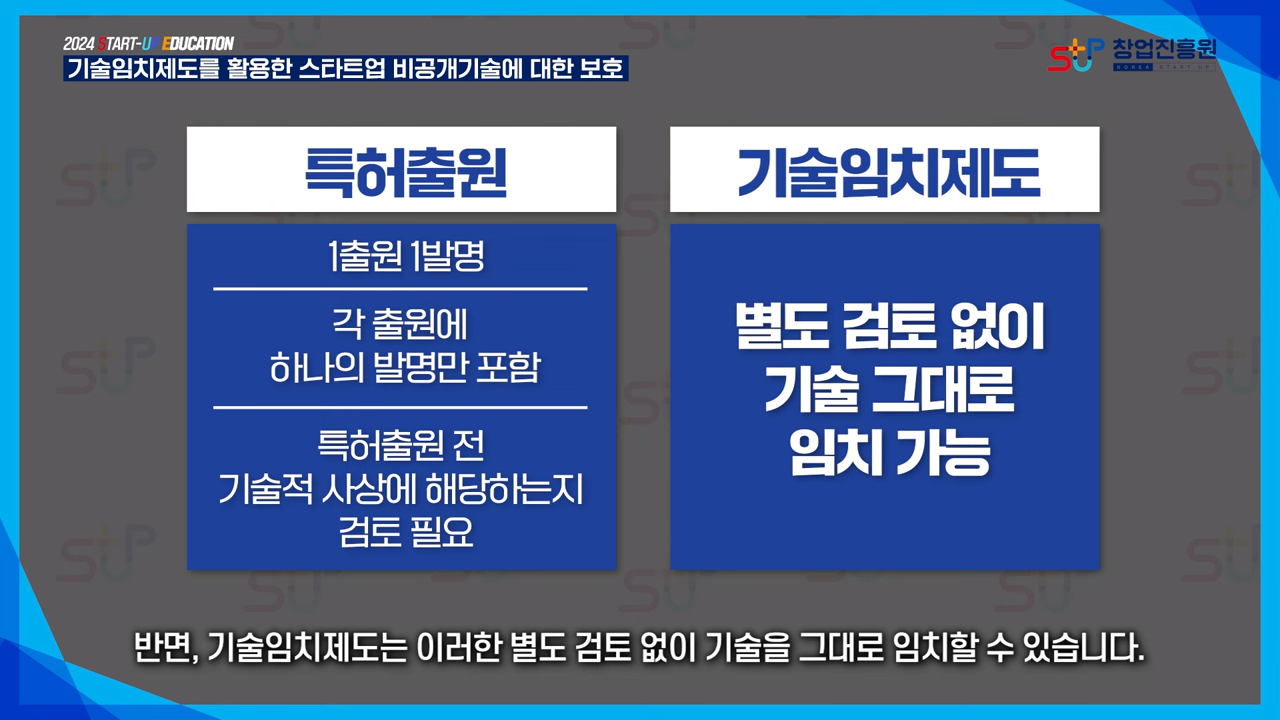 2024 START-UP EDUCATION
기술임치제도를 활용한 스타트업 비공개기술에 대한 보호
창업진흥원
KOREA START UP
특허출원
1출원 1발명
각 출원에
하나의 발명만 포함
특허출원 전
기술적 사상에 해당하는지
검토 필요
기술임치제도
별도 검토 없이
기술 그대로
임치 가능
반면, 기술임치제도는 이러한 별도 검토 없이 기술을 그대로 임치할 수 있습니다.